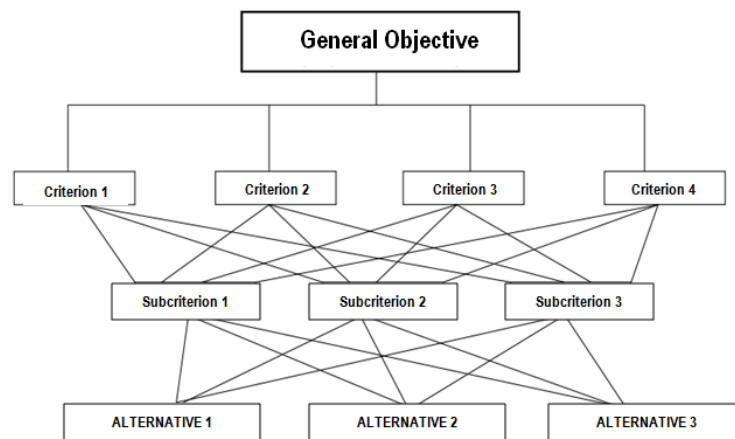 General Objective
Criterion 1
Criterion 2
Criterion 3
Criterion 4
Subcriterion 1
Subcriterion 2
Subcriterion 3
ALTERNATIVE 1
ALTERNATIVE 2
ALTERNATIVE 3